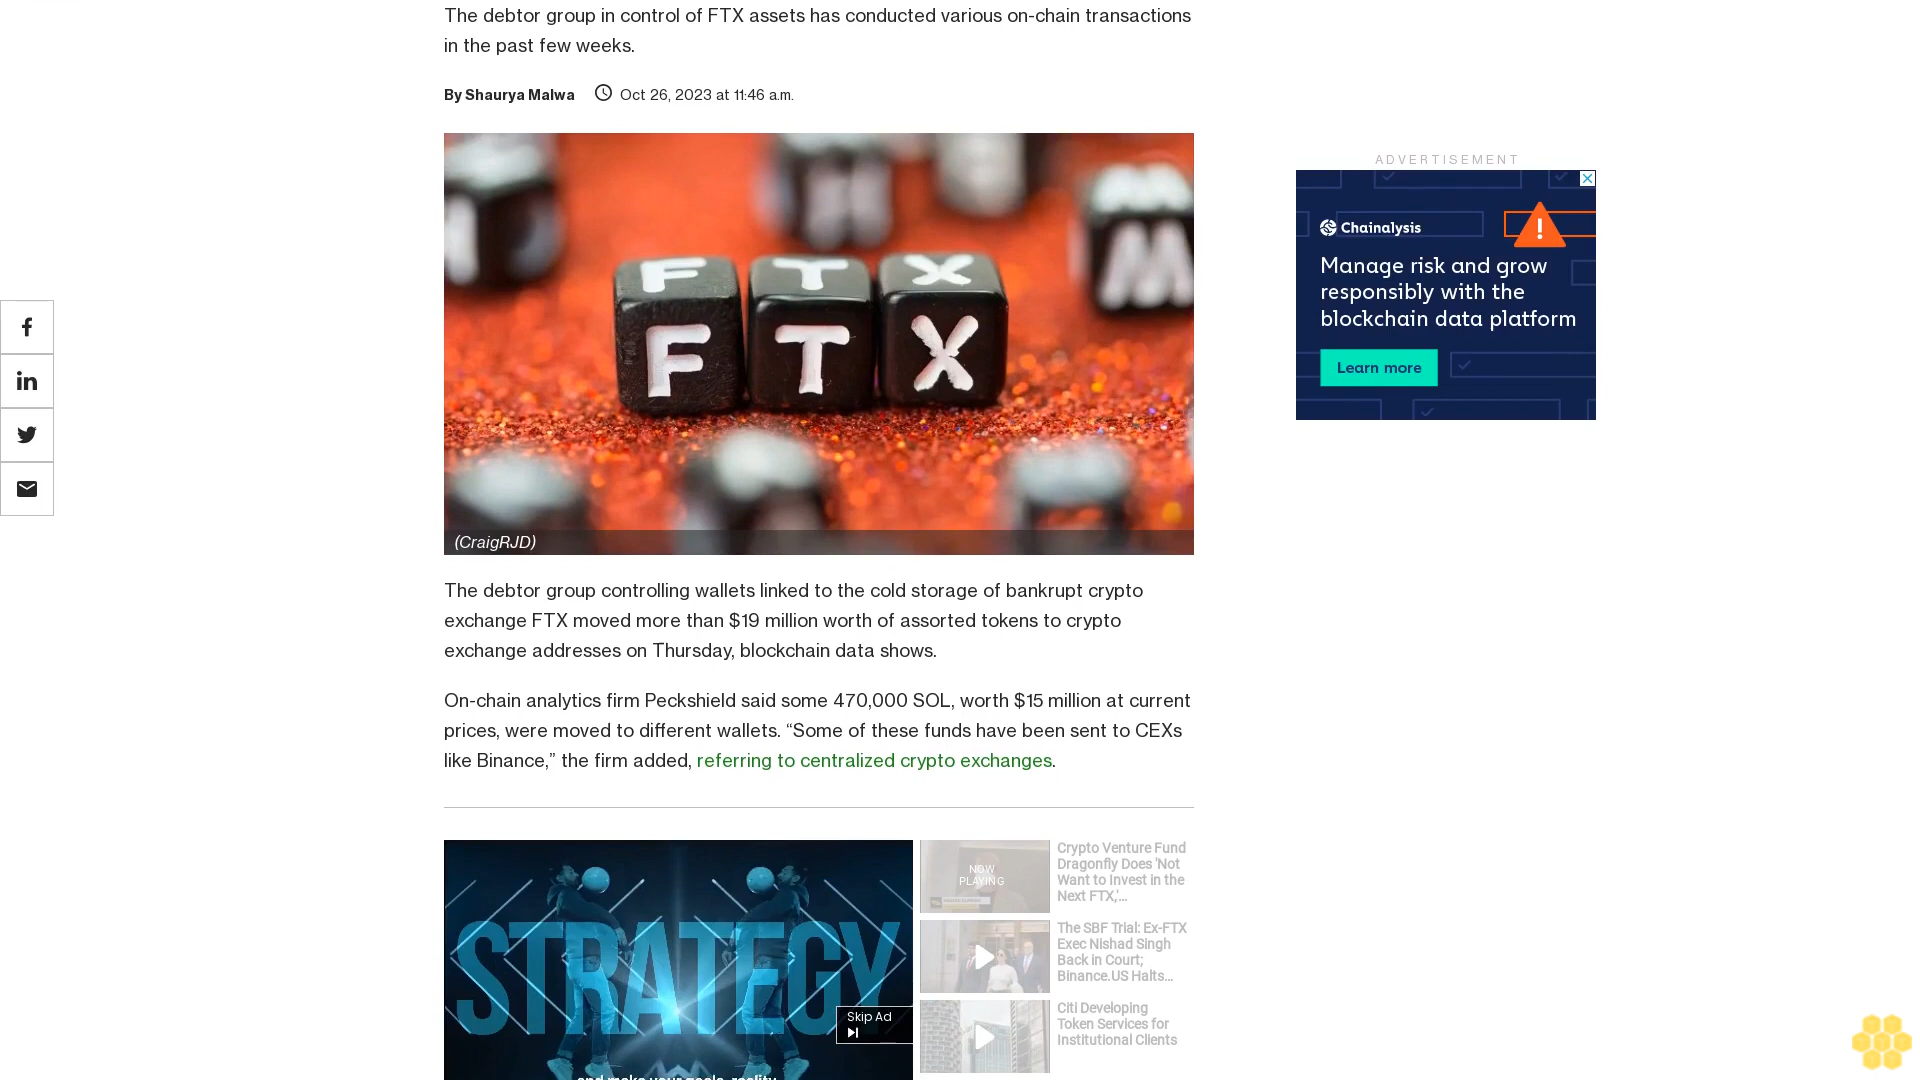 The debtor group in control of FTX assets has conducted various on-chain transactions
in the past few weeks.
By Shaurya Malwa
Oct 26, 2023 at 11:46 a.m.
ADVERTISEMENT
F T X
F T X
M
M
(CraigRJD)
Chainalysis
Manage risk and grow
responsibly with the
blockchain data platform
Learn more
The debtor group controlling wallets linked to the cold storage of bankrupt crypto
exchange FTX moved more than $19 million worth of assorted tokens to crypto
exchange addresses on Thursday, blockchain data shows.
On-chain analytics firm Peckshield said some 470,000 SOL, worth $15 million at current
prices, were moved to different wallets. “Some of these funds have been sent to CEXs
like Binance,” the firm added, referring to centralized crypto exchanges.
STRATEGY
Skip Ad
and make your goals, reality
NOW
PLAYING
Crypto Venture Fund
Dragonfly Does 'Not
Want to Invest in the
Next FTX,'...
The SBF Trial: Ex-FTX
Exec Nishad Singh
Back in Court;
Binance.US Halts...
Citi Developing
Token Services for
Institutional Clients